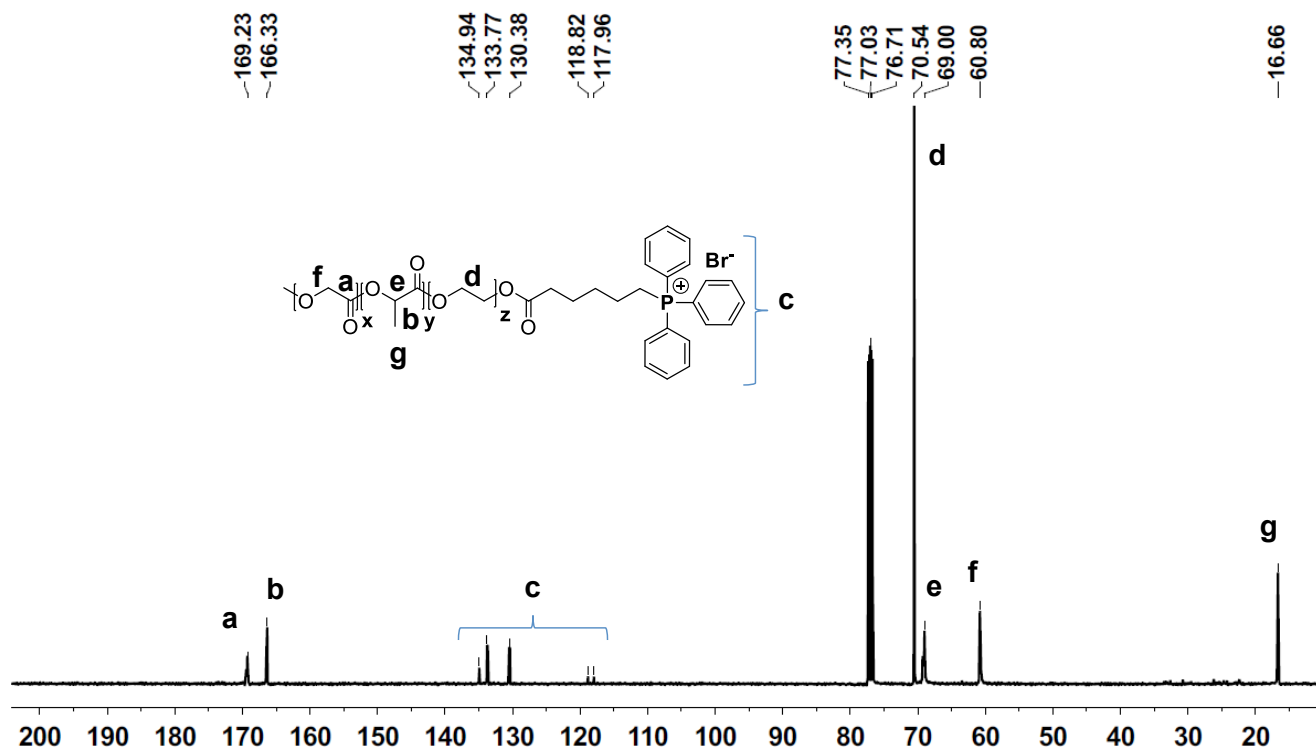 169.23
166.33
134.94
133.77
130.38
118.82
117.96
77.35
77.03
76.71
70.54
69.00
60.80
16.66
d
Br-
f a O e O d O
O O O O P + c
O x b y z O
g
g
e f
a b c
200 190 180 170 160 150 140 130 120 110 100 90 80 70 60 50 40 30 20